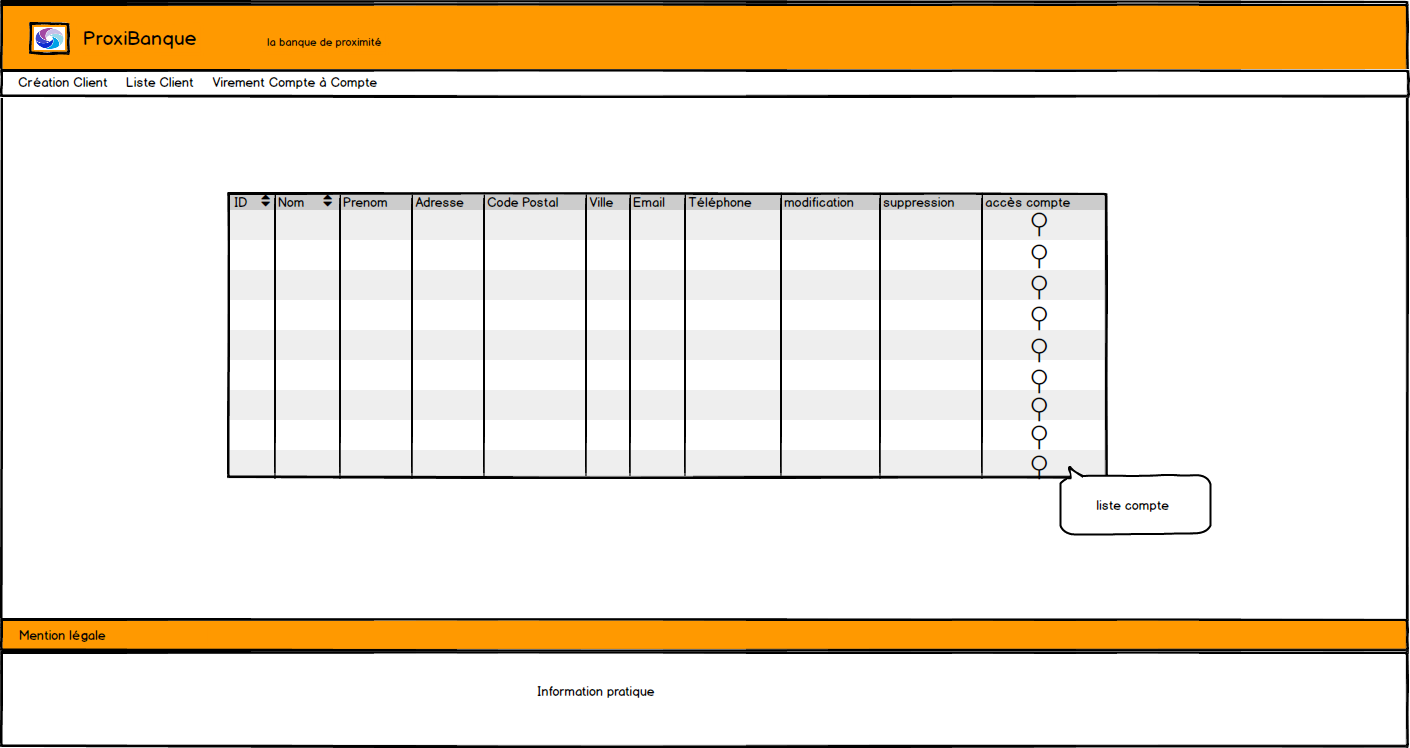 ProxiBanque
la banque de proximité
Création Client Liste Client Virement Compte à Compte
ID Nom Prenom Adresse Code Postal Ville Email Téléphone modification suppression accès compte
liste compte
Mention légale
Information pratique